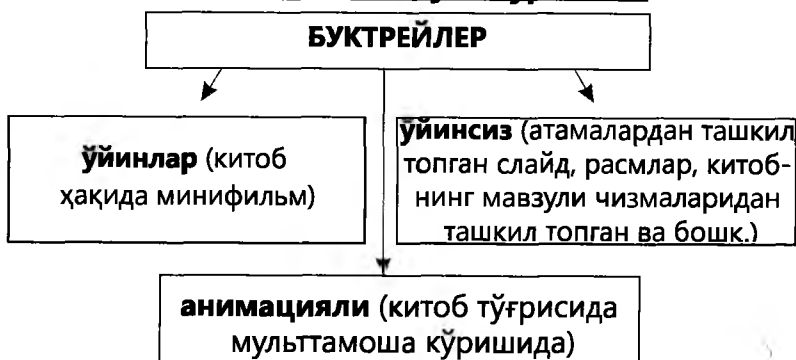 БУКТРЕЙЛЕР
ўйинлар (китоб
ҳақида минифильм)
ўйинсиз (атамалардан ташкил
топган слайд, расмлар, китоб-
нинг мавзули чизмаларидан
ташкил топган ва бошк.)
анимацияли (китоб тўғрисида
мульттамоша кўришида)